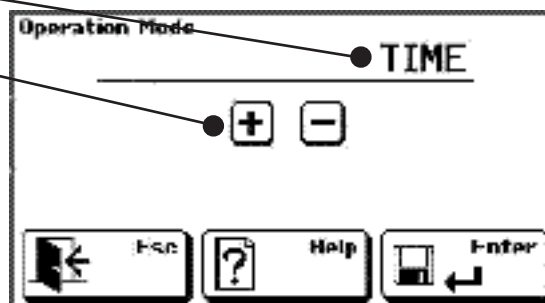 Operation Mode
TIME
+ −
Esc ? Help Enter